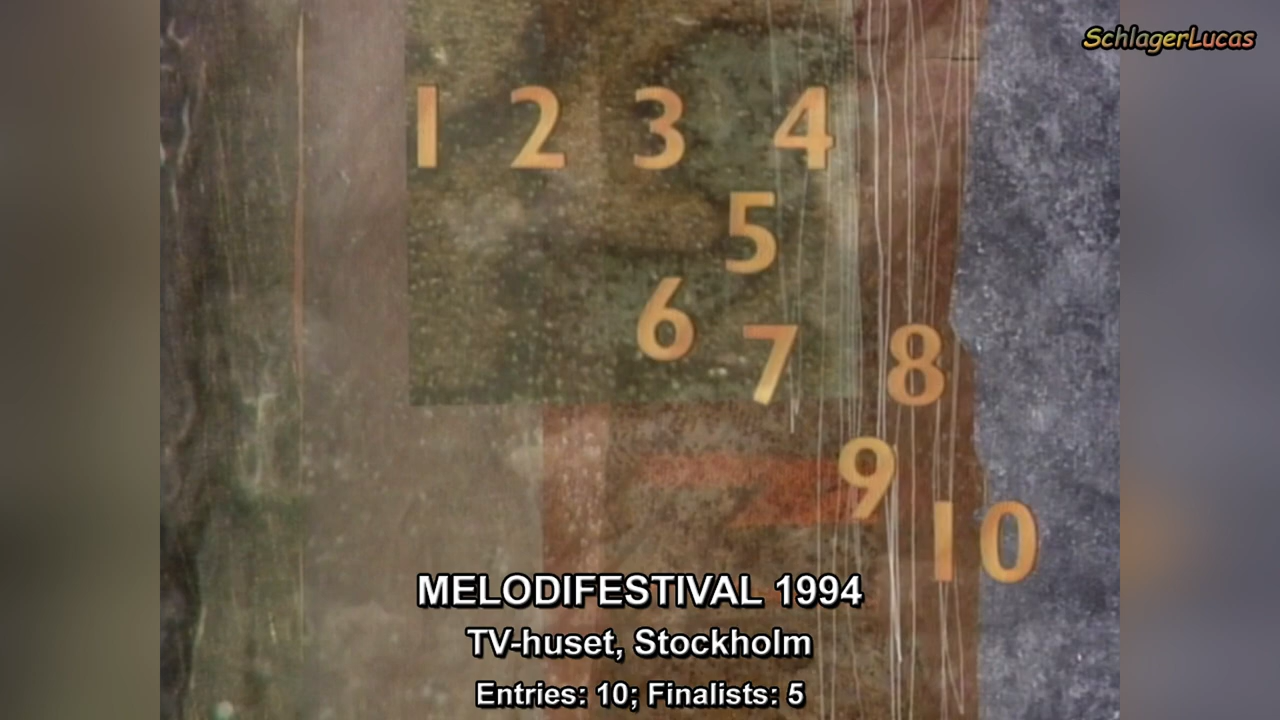 SchlagerLucas
1 2 3 4
5
6
7 8
9
10
MELODIFESTIVAL 1994
TV-huset, Stockholm
Entries: 10; Finalists: 5